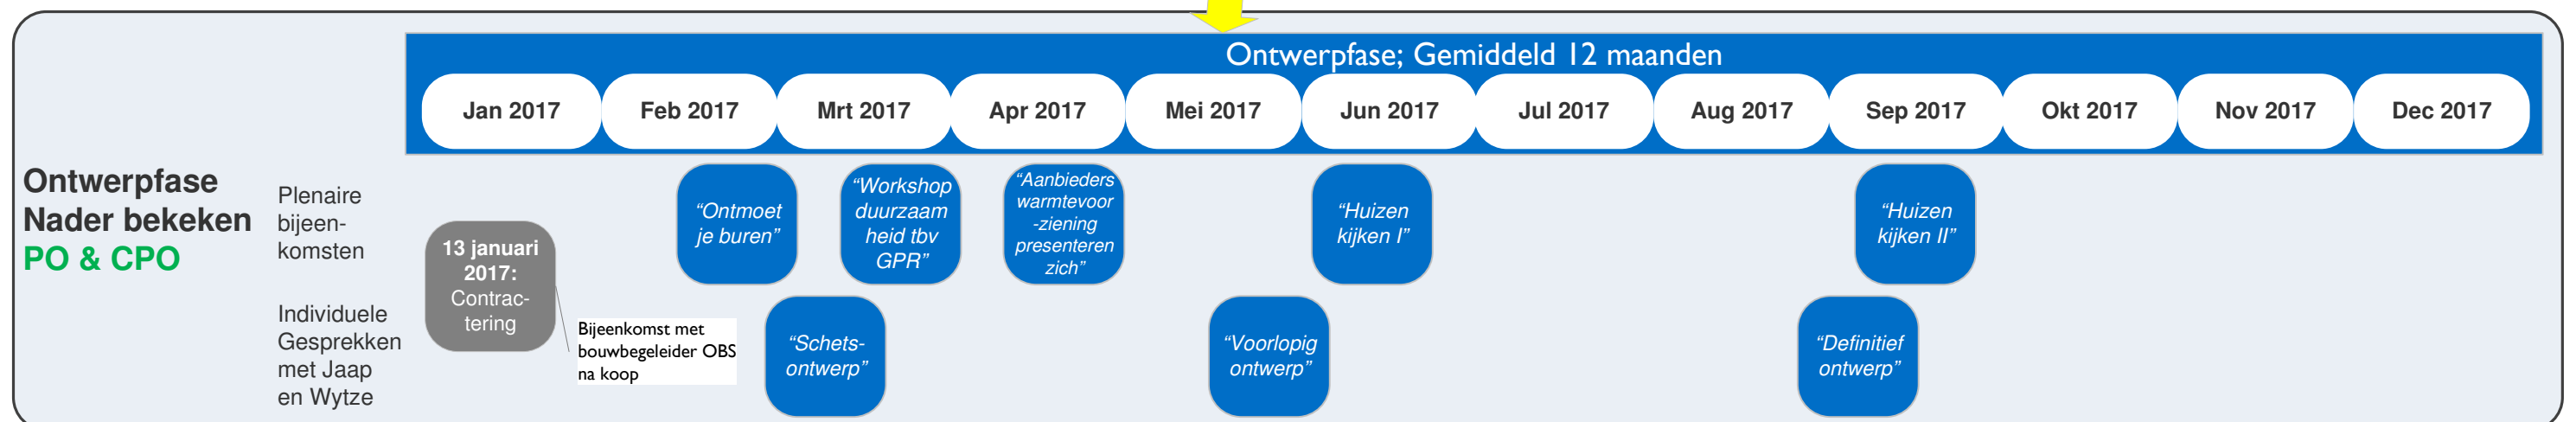 Ontwerpfase; Gemiddeld 12 maanden
Jan 2017
Feb 2017
Mrt 2017
Apr 2017
Mei 2017
Jun 2017
Jul 2017
Aug 2017
Sep 2017
Okt 2017
Nov 2017
Dec 2017
Ontwerpfase
Nader bekeken
PO & CPO
Plenaire
bijeen-
komsten
“Ontmoet
je buren”
“Workshop
duurzaam
heid tbv
GPR”
“Aanbieders
warmtevoor
-ziening
presenteren
zich”
“Huizen
kijken I”
“Huizen
kijken II”
13 januari
2017:
Contrac-
tering
Individuele
Gesprekken
met Jaap
en Wytze
Bijeenkomst met
bouwbegeleider OBS
na koop
“Schets-
ontwerp”
“Voorlopig
ontwerp”
“Definitief
ontwerp”